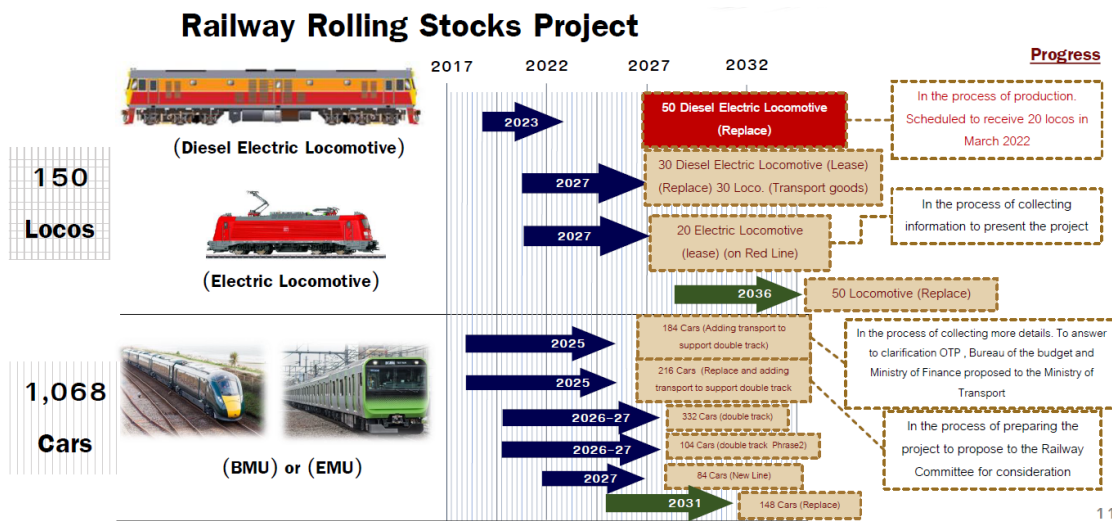 Railway Rolling Stocks Project
Progress
2017 2022 2027 2032
(Diesel Electric Locomotive)
150
Locos
(Electric Locomotive)
2023
50 Diesel Electric Locomotive
(Replace)
In the process of production.
Scheduled to receive 20 locos in
March 2022
2027
30 Diesel Electric Locomotive (Lease)
(Replace) 30 Loco. (Transport goods)
2027
20 Electric Locomotive
(lease) (on Red Line)
In the process of collecting
information to present the project
2036
50 Locomotive (Replace)
1,068
Cars
(BMU) or (EMU)
2025
184 Cars (Adding transport to
support double track)
In the process of collecting more details. To answer
to clarification OTP , Bureau of the budget and
Ministry of Finance proposed to the Ministry of
Transport
2025
216 Cars (Replace and adding
transport to support double track
2026-27
332 Cars (double track)
2026-27
104 Cars (double track Phrase2)
In the process of preparing the
project to propose to the Railway
Committee for consideration
2027
84 Cars (New Line)
2031
148 Cars (Replace)
11